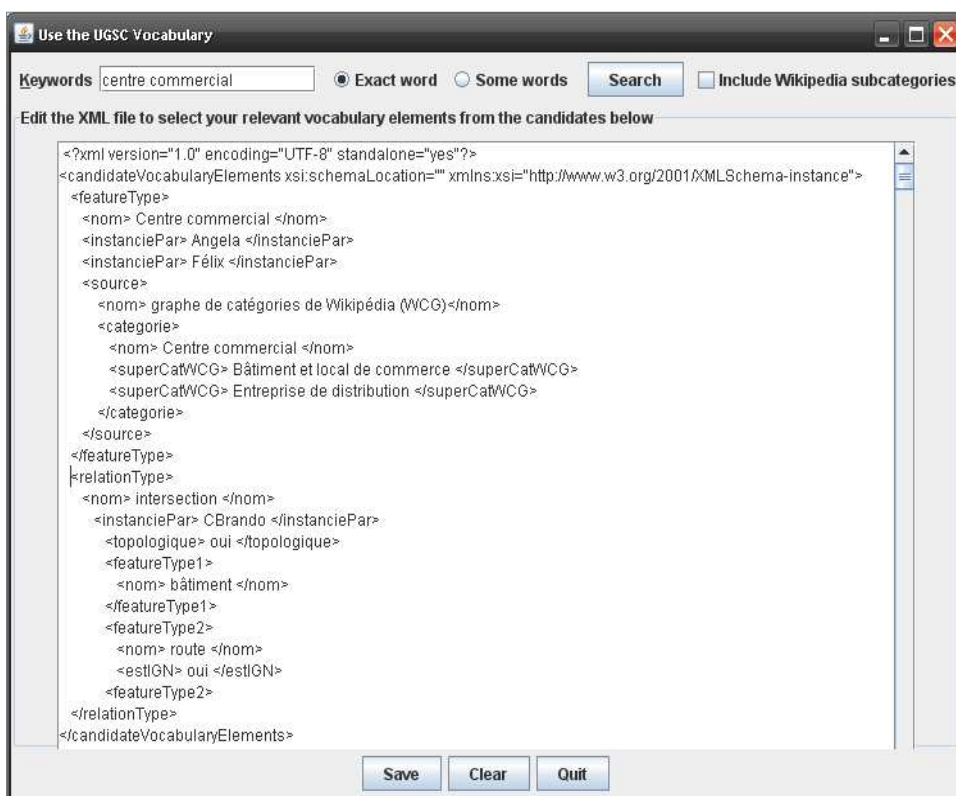 Use the UGSC Vocabulary
Keywords centre commercial Exact word Some words Search Include Wikipedia subcategories
Edit the XML file to select your relevant vocabulary elements from the candidates below
<?xml version="1.0" encoding="UTF-8" standalone="yes"?>
<candidateVocabularyElements xsi:schemaLocation="" xmlns:xsi="http://www.w3.org/2001/XMLSchema-instance">
<featureType>
<nom> Centre commercial </nom>
<instanciePar> Angela </instanciePar>
<instanciePar> Félix </instanciePar>
<source>
<nom> graphe de catégories de Wikipédia (WCG)</nom>
<categorie>
<nom> Centre commercial </nom>
<superCatWCG> Bâtiment et local de commerce </superCatWCG>
<superCatWCG> Entreprise de distribution </superCatWCG>
</categorie>
</source>
</featureType>
<relationType>
<nom> intersection </nom>
<instanciePar> CBrando </instanciePar>
<topologique> oui </topologique>
<featureType1>
<nom> bâtiment </nom>
</featureType1>
<featureType2>
<nom> route </nom>
<estIGN> oui </estIGN>
<featureType2>
</relationType>
</candidateVocabularyElements>
Save Clear Quit